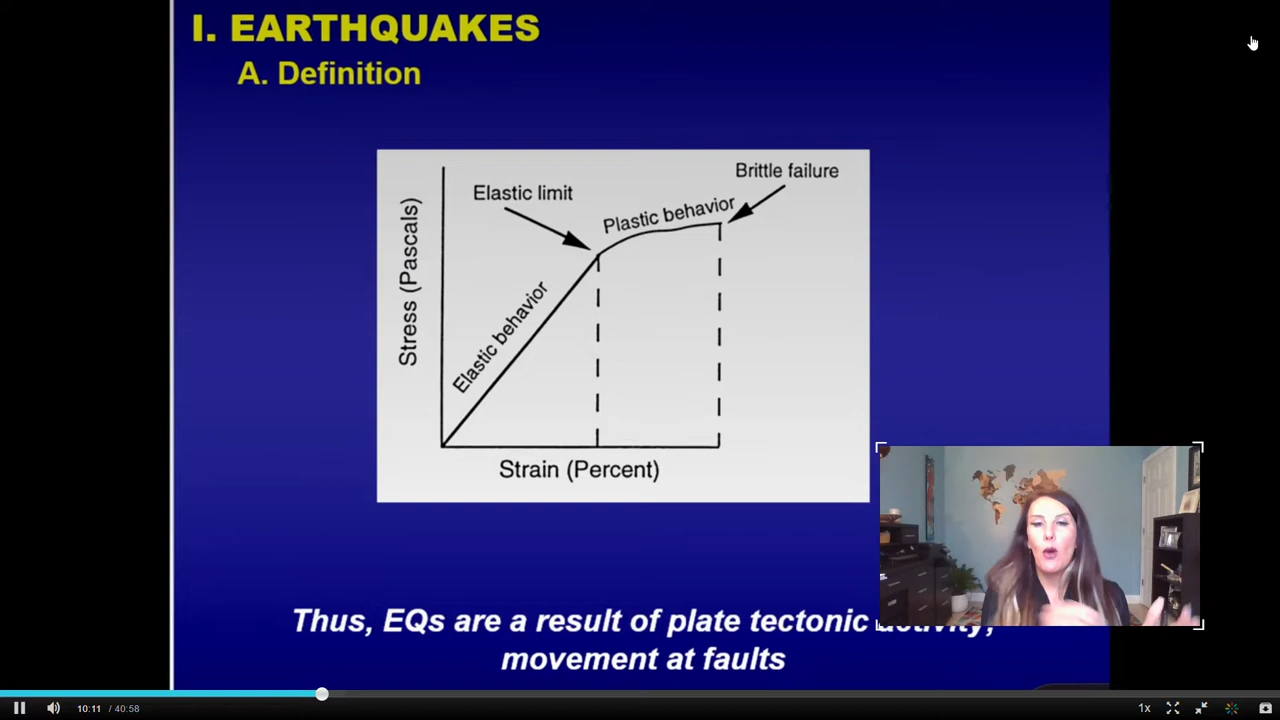 I. EARTHQUAKES
A. Definition
Brittle failure
Elastic limit
Plastic behavior
Elastic behavior
Stress (Pascals)
Strain (Percent)
Thus, EQs are a result of plate tectonic activity,
movement at faults
10:11 / 40:58
1x